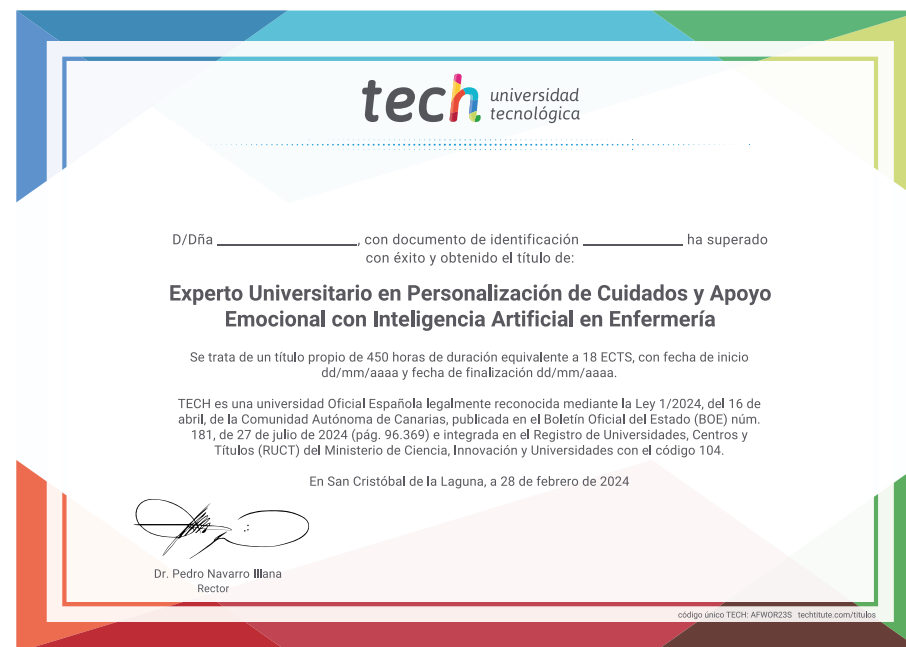 tech universidad
tecnológica
D/Dña ____________________, con documento de identificación ______________ ha superado
con éxito y obtenido el título de:
Experto Universitario en Personalización de Cuidados y Apoyo
Emocional con Inteligencia Artificial en Enfermería
Se trata de un título propio de 450 horas de duración equivalente a 18 ECTS, con fecha de inicio
dd/mm/aaaa y fecha de finalización dd/mm/aaaa.
TECH es una universidad Oficial Española legalmente reconocida mediante la Ley 1/2024, del 16 de
abril, de la Comunidad Autónoma de Canarias, publicada en el Boletín Oficial del Estado (BOE) núm.
181, de 27 de julio de 2024 (pág. 96.369) e integrada en el Registro de Universidades, Centros y
Títulos (RUCT) del Ministerio de Ciencia, Innovación y Universidades con el código 104.
En San Cristóbal de la Laguna, a 28 de febrero de 2024
Dr. Pedro Navarro Illana
Rector
código único TECH: AFWOR23S techtitute.com/titulos